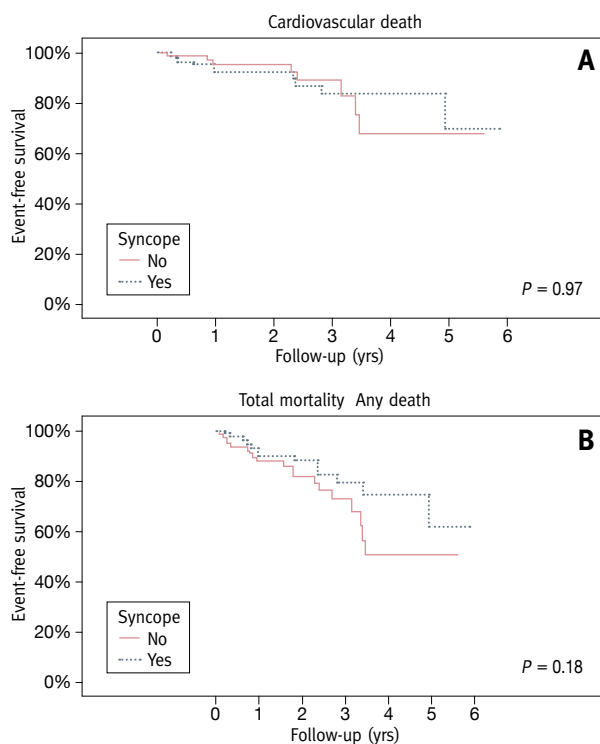 Cardiovascular death
A
100%
80%
60%
40%
20%
0%
Event-free survival
Syncope
No
Yes
P = 0.97
0 1 2 3 4 5 6
Follow-up (yrs)
Total mortality Any death
B
100%
80%
60%
40%
20%
0%
Event-free survival
Syncope
No
Yes
P = 0.18
0 1 2 3 4 5 6
Follow-up (yrs)